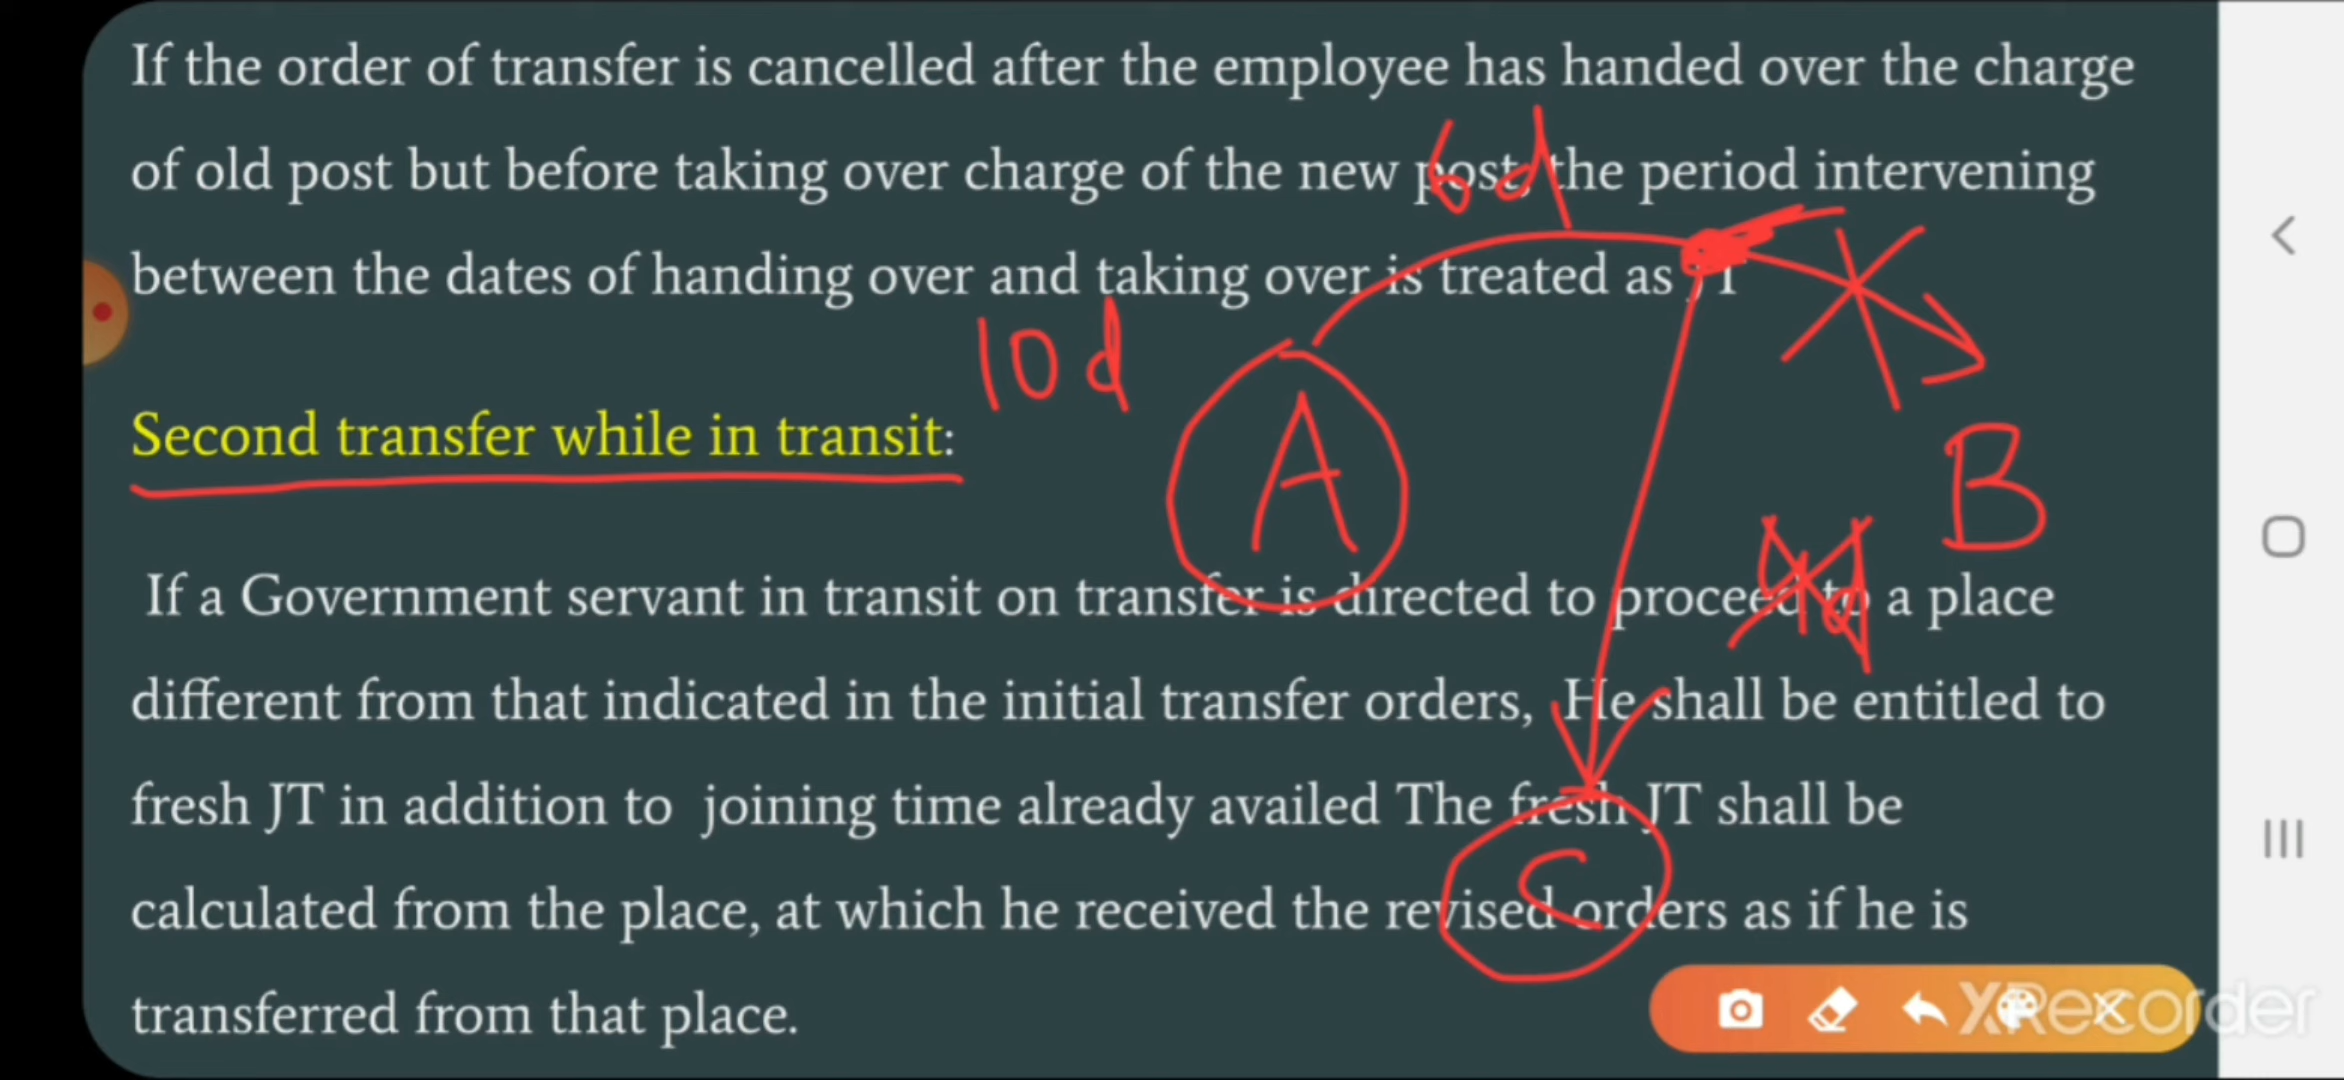 If the order of transfer is cancelled after the employee has handed over the charge
of old post but before taking over charge of the new post, the period intervening
6d
between the dates of handing over and taking over is treated as JT
10 d
A
Second transfer while in transit:
B
If a Government servant in transit on transfer is directed to proceed to a place
different from that indicated in the initial transfer orders, He shall be entitled to
fresh JT in addition to joining time already availed The fresh JT shall be
C
calculated from the place, at which he received the revised orders as if he is
transferred from that place.
XRecorder